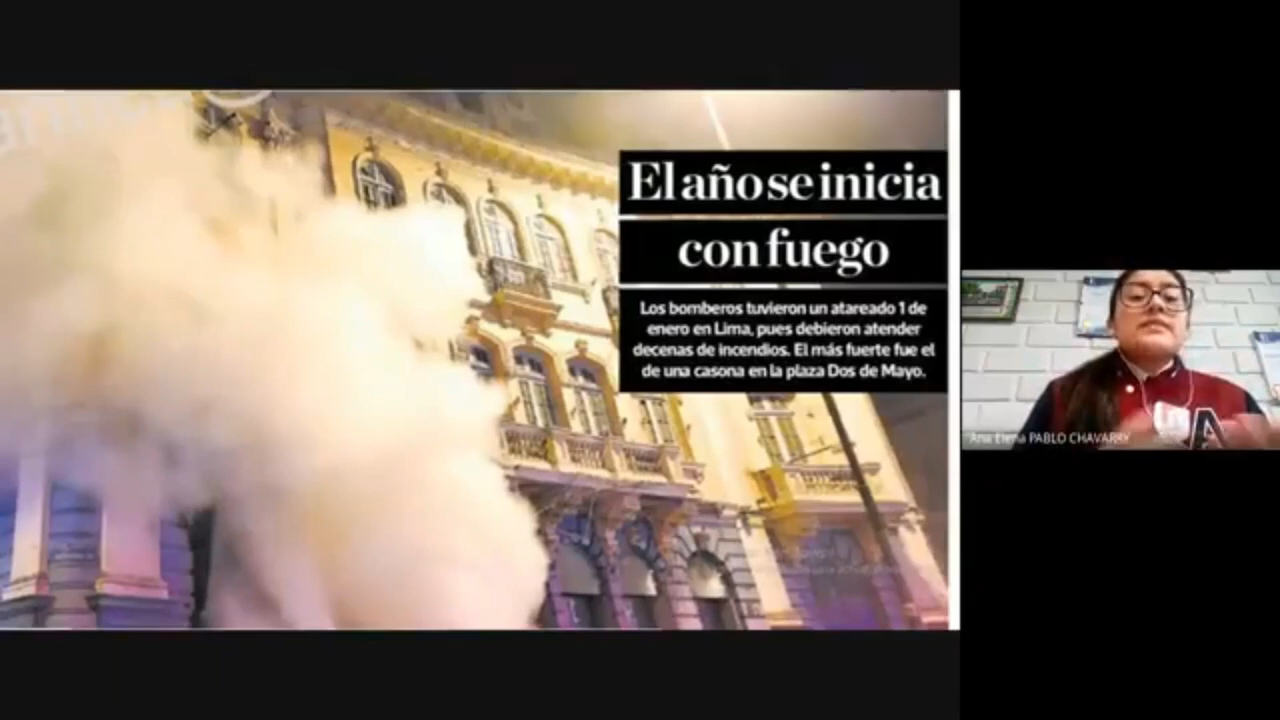 El año se inicia
con fuego
Los bomberos tuvieron un atareado 1 de
enero en Lima, pues debieron atender
decenas de incendios. El más fuerte fue el
de una casona en la plaza Dos de Mayo.
Ana Elena PABLO CHAVARRY
A